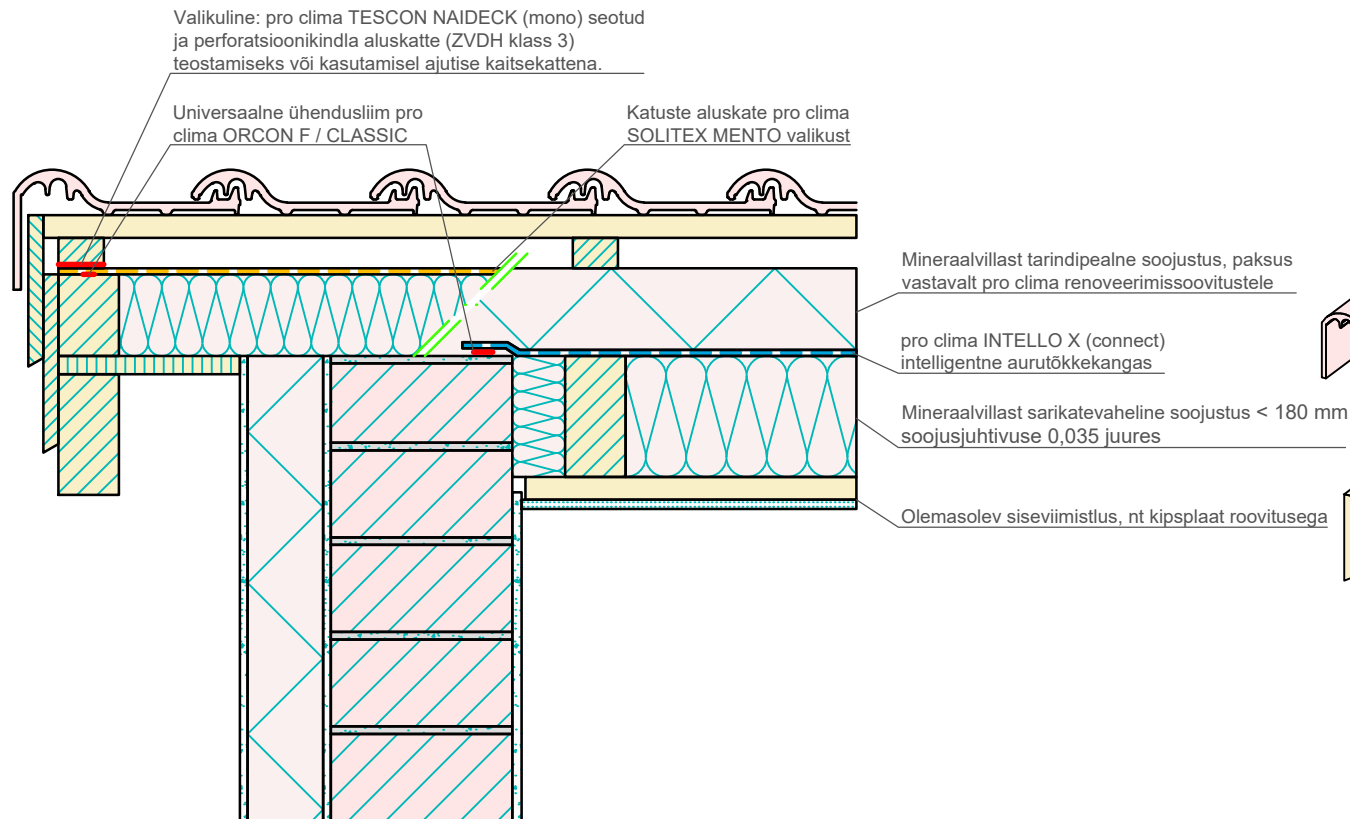 Valikuline: pro clima TESCON NAIDECK (mono) seotud
ja perforatsioonikindla aluskatte (ZVDH klass 3)
teostamiseks või kasutamisel ajutise kaitsekattena.
Universaalne ühendusliim pro
clima ORCON F / CLASSIC
Katuste aluskate pro clima
SOLITEX MENTO valikust
Mineraalvillast tarindipealne soojustus, paksus
vastavalt pro clima renoveerimissoovitustele
pro clima INTELLO X (connect)
intelligentne aurutõkkekangas
Mineraalvillast sarikatevaheline soojustus < 180 mm
soojusjuhtivuse 0,035 juures
Olemasolev siseviimistlus, nt kipsplaat roovitusega